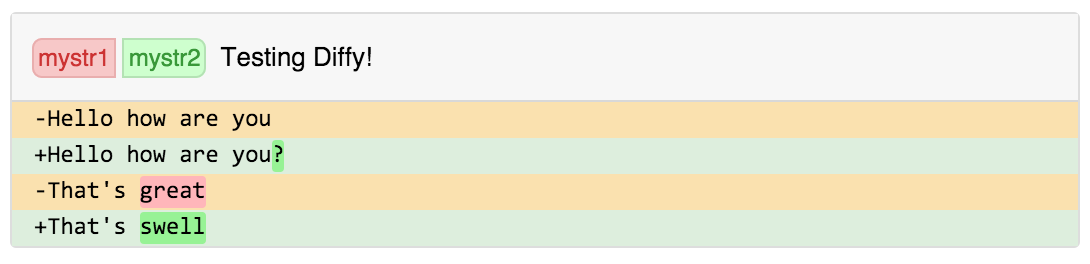 mystr1 mystr2 Testing Diffy!
-Hello how are you
+Hello how are you?
-That's great
+That's swell